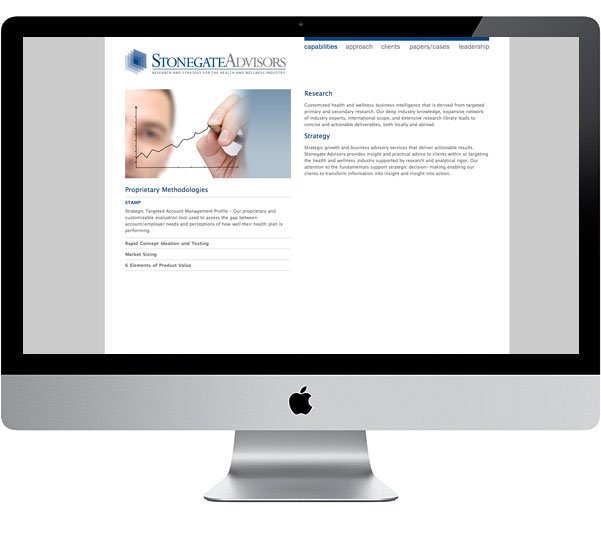 capabilities approach clients papers/cases leadership
STONEGATEADVISORS
RESEARCH AND STRATEGY FOR THE HEALTH AND WELLNESS INDUSTRY
Research
Customized health and wellness business intelligence that is derived from targeted
primary and secondary research. Our deep industry knowledge, expansive network
of industry experts, international scope, and extensive research library leads to
concise and actionable deliverables, both locally and abroad.
Strategy
Strategic growth and business advisory services that deliver actionable results.
Stonegate Advisors provides insight and practical advice to clients within or targeting
the health and wellness industry supported by research and analytical rigor. Our
attention to the fundamentals support strategic decision-making enabling our
clients to transform information into insight and insight into action.
Proprietary Methodologies
STAMP
Strategic Targeted Account Management Profile - Our proprietary and
customizable evaluation tool used to assess the gap between
account/employer needs and perceptions of how well their health plan is
performing.
Rapid Concept Ideation and Testing
Market Sizing
6 Elements of Product Value